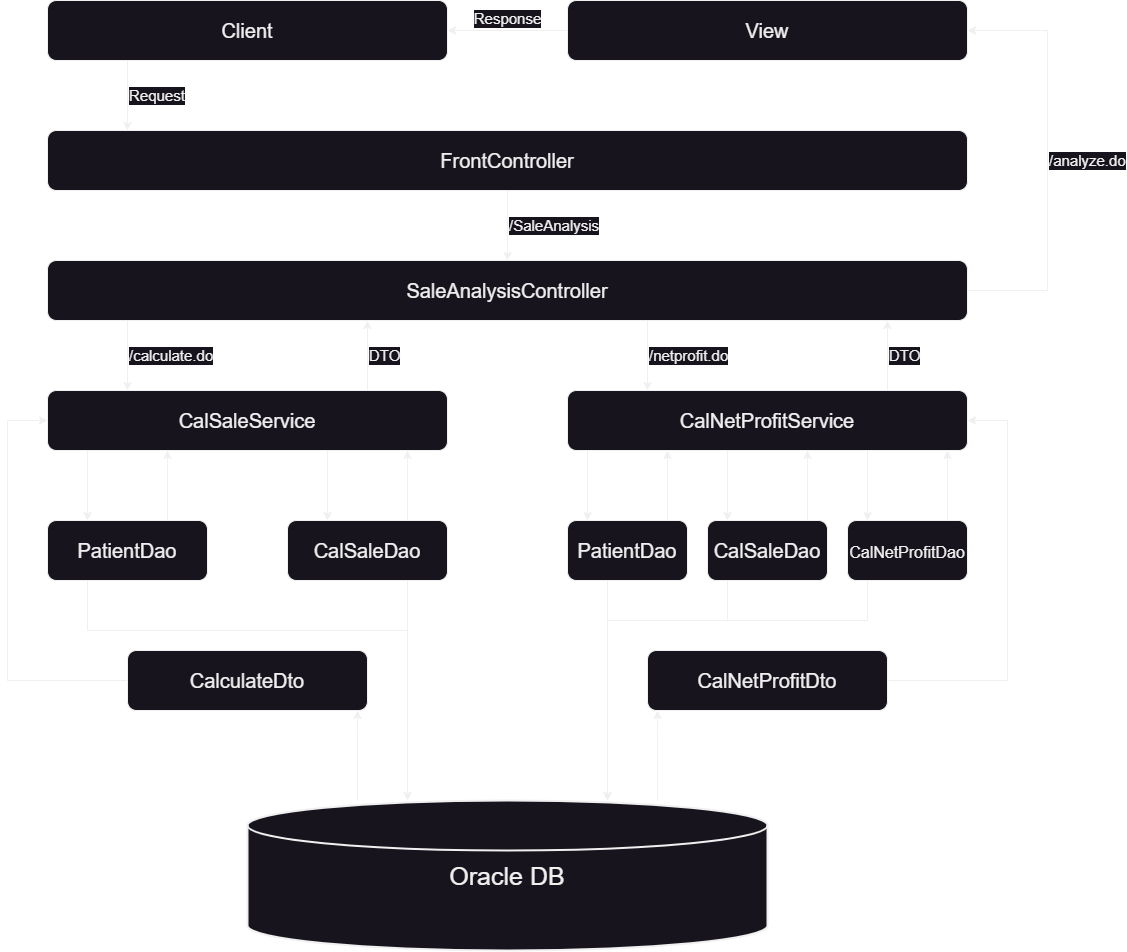 Client
Response
View
Request
FrontController
/analyze.do
/SaleAnalysis
SaleAnalysisController
/calculate.do
DTO
/netprofit.do
DTO
CalSaleService
CalNetProfitService
PatientDao
CalSaleDao
PatientDao
CalSaleDao
CalNetProfitDao
CalculateDto
CalNetProfitDto
Oracle DB